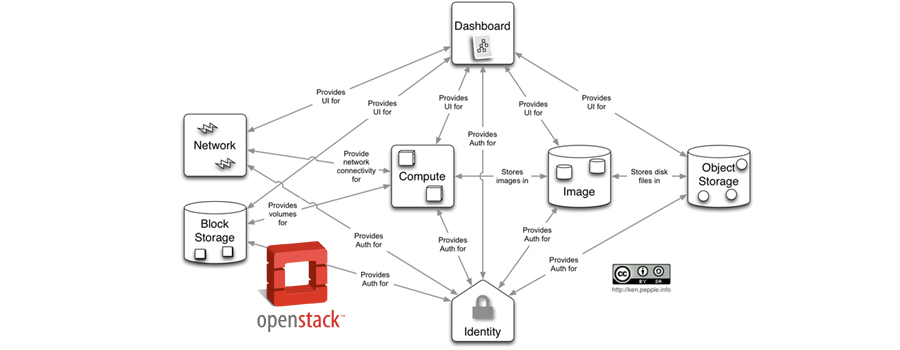 Dashboard
Provides
UI for
Provides
UI for
Provides
UI for
Provides
UI for
Provides
UI for
Provides
Auth for
Network
Provide
network
connectivity
for
Compute
Stores
images in
Image
Stores disk
files in
Object
Storage
Block
Storage
Provides
volumes
for
Provides
Auth for
Provides
Auth for
Provides
Auth for
Provides
Auth for
Provides
Auth for
openstack™
Identity
cc
BY SA
http://ken.pepple.info